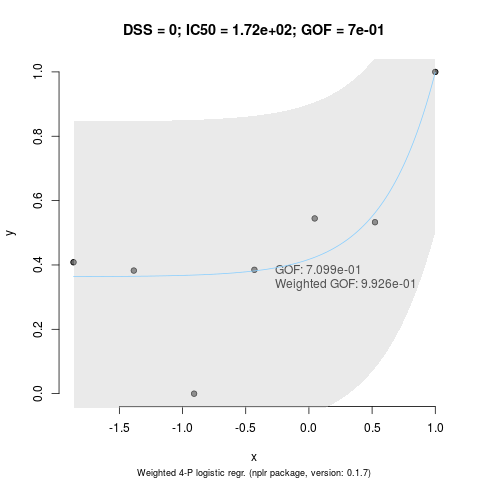 DSS = 0; IC50 = 1.72e+02; GOF = 7e-01
1.0
0.8
0.6
0.4
0.2
0.0
y
GOF: 7.099e-01
Weighted GOF: 9.926e-01
-1.5 -1.0 -0.5 0.0 0.5 1.0
x
Weighted 4-P logistic regr. (nplr package, version: 0.1.7)